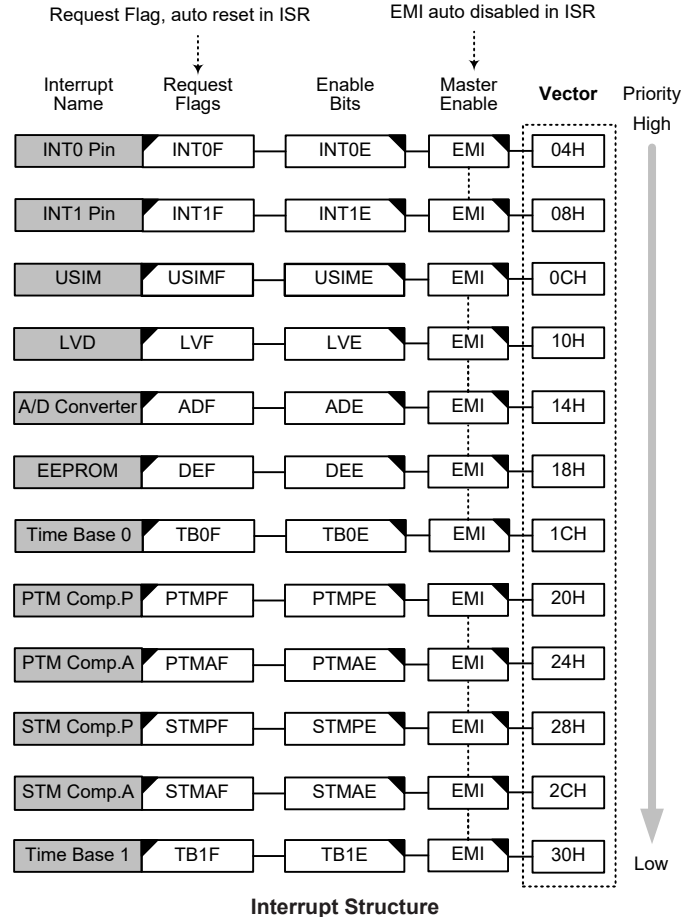 Request Flag, auto reset in ISR
EMI auto disabled in ISR
Interrupt Name
Request Flags
Enable Bits
Master Enable
Vector
Priority
High
INT0 Pin INT0F INT0E EMI 04H
INT1 Pin INT1F INT1E EMI 08H
USIM USIMF USIME EMI 0CH
LVD LVF LVE EMI 10H
A/D Converter ADF ADE EMI 14H
EEPROM DEF DEE EMI 18H
Time Base 0 TB0F TB0E EMI 1CH
PTM Comp.P PTMPF PTMPE EMI 20H
PTM Comp.A PTMAF PTMAE EMI 24H
STM Comp.P STMPF STMPE EMI 28H
STM Comp.A STMAF STMAE EMI 2CH
Time Base 1 TB1F TB1E EMI 30H
Low
Interrupt Structure